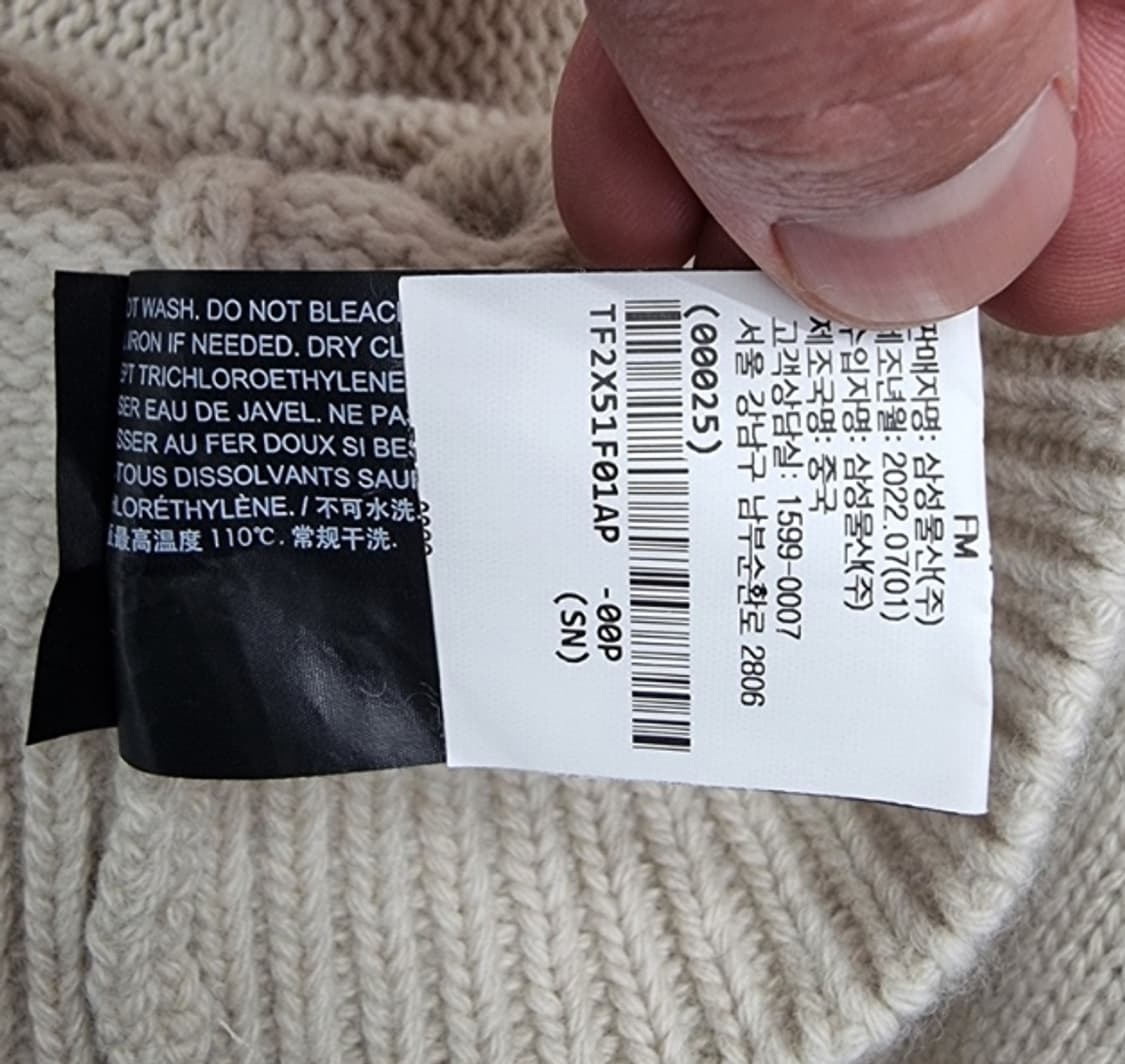 OT WASH. DO NOT BLEACH
IRON IF NEEDED. DRY CL
PT TRICHLOROETHYLENE
SER EAU DE JAVEL. NE PAS
SSER AU FER DOUX SI BES
TOUS DISSOLVANTS SAUF
HLORÉTHYLÈNE. / 不可水洗.
最高温度 110℃. 常规干洗.
FM
판매자명: 삼성물산(주)
제조년월: 2022.07(01)
수입자명: 삼성물산(주)
제조국명: 중국
고객상담실: 1599-0007
서울 강남구 남부순환로 2806
(00025)
TF2X51F01AP -00P
(SN)